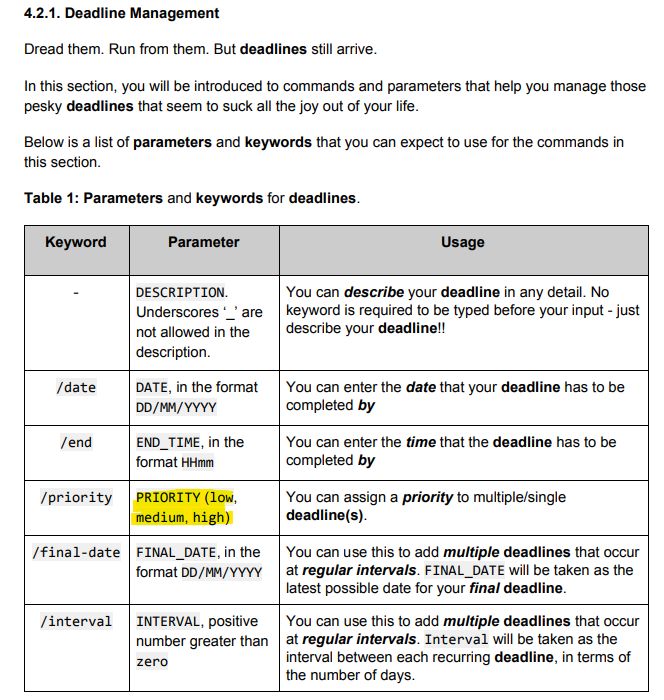 4.2.1. Deadline Management
Dread them. Run from them. But deadlines still arrive.
In this section, you will be introduced to commands and parameters that help you manage those
pesky deadlines that seem to suck all the joy out of your life.
Below is a list of parameters and keywords that you can expect to use for the commands in
this section.
Table 1: Parameters and keywords for deadlines.
Keyword Parameter Usage
-
DESCRIPTION.
Underscores ‘_’ are
not allowed in the
description.
You can describe your deadline in any detail. No
keyword is required to be typed before your input - just
describe your deadline!!
/date
DATE, in the format
DD/MM/YYYY
You can enter the date that your deadline has to be
completed by
/end
END_TIME, in the
format HHmm
You can enter the time that the deadline has to be
completed by
/priority
PRIORITY (low,
medium, high)
You can assign a priority to multiple/single
deadline(s).
/final-date
FINAL_DATE, in the
format DD/MM/YYYY
You can use this to add multiple deadlines that occur
at regular intervals. FINAL_DATE will be taken as the
latest possible date for your final deadline.
/interval
INTERVAL, positive
number greater than
zero
You can use this to add multiple deadlines that occur
at regular intervals. Interval will be taken as the
interval between each recurring deadline, in terms of
the number of days.